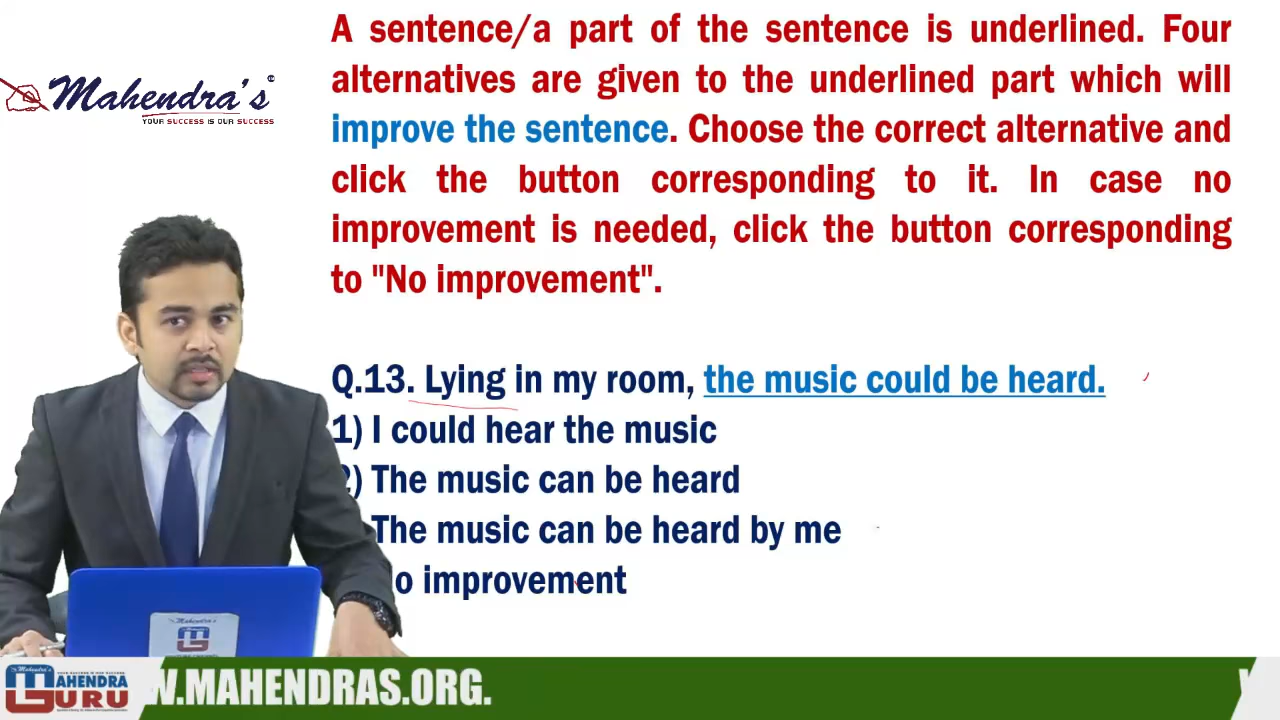 A sentence/a part of the sentence is underlined. Four
alternatives are given to the underlined part which will
improve the sentence. Choose the correct alternative and
click the button corresponding to it. In case no
improvement is needed, click the button corresponding
to "No improvement".
Mahendra's
YOUR SUCCESS IS OUR SUCCESS
Q.13. Lying in my room, the music could be heard.
1) I could hear the music
2) The music can be heard
The music can be heard by me
o improvement
Mahendra's
MAHENDRA
GURU
W.MAHENDRAS.ORG.